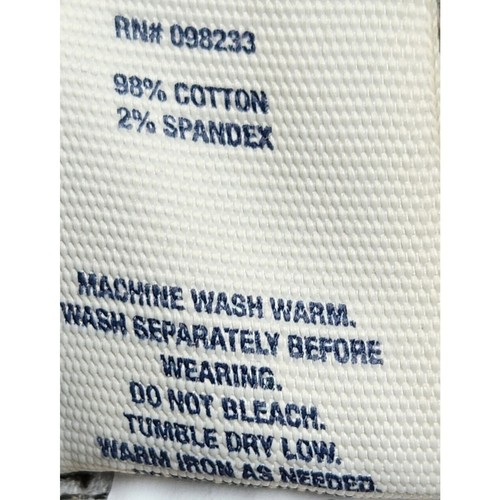 RN# 098233
98% COTTON
2% SPANDEX
MACHINE WASH WARM.
WASH SEPARATELY BEFORE
WEARING.
DO NOT BLEACH.
TUMBLE DRY LOW.
WARM IRON AS NEEDED.